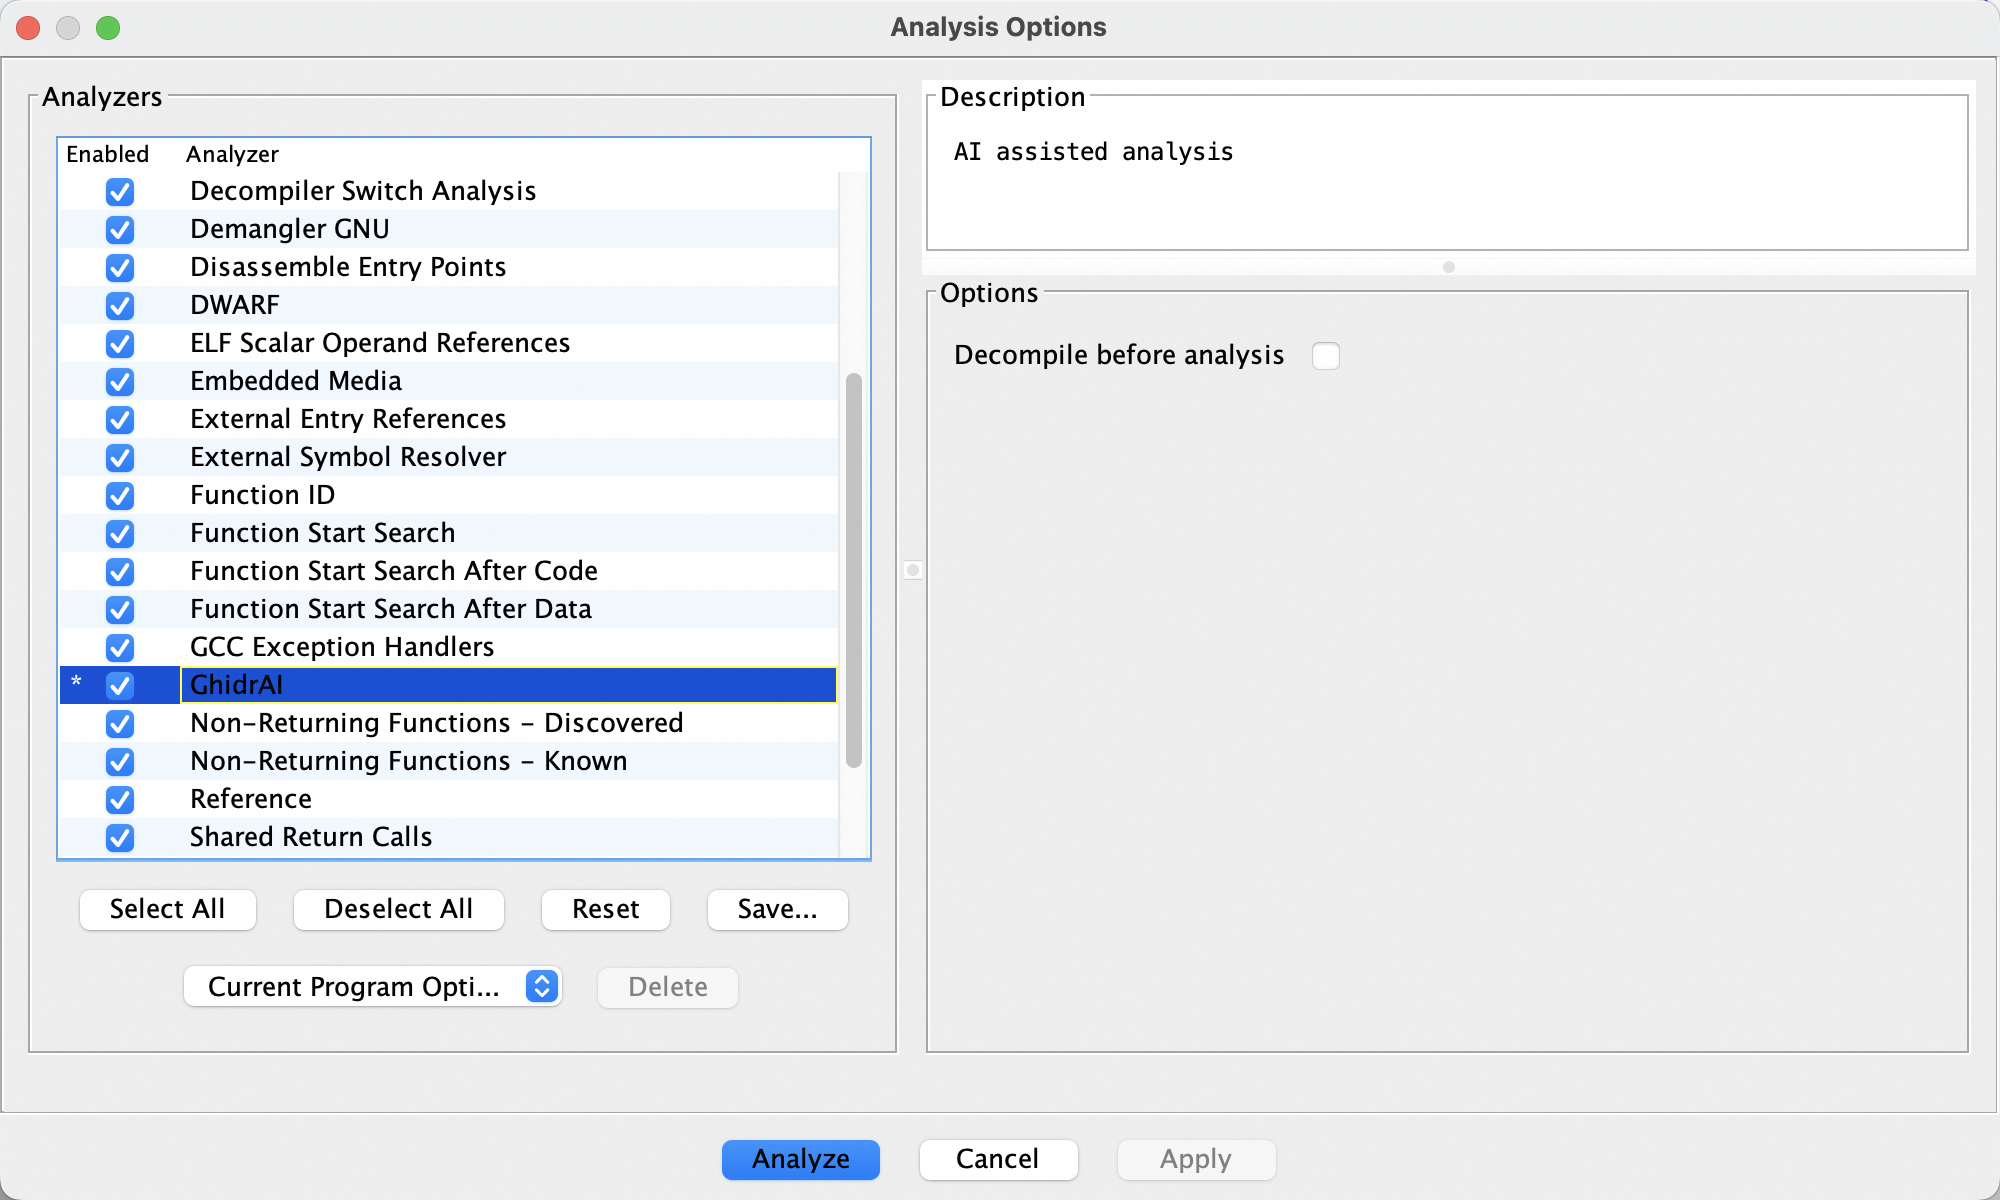 Analysis Options
Analyzers
Enabled Analyzer
Decompiler Switch Analysis
Demangler GNU
Disassemble Entry Points
DWARF
ELF Scalar Operand References
Embedded Media
External Entry References
External Symbol Resolver
Function ID
Function Start Search
Function Start Search After Code
Function Start Search After Data
GCC Exception Handlers
* GhidrAI
Non-Returning Functions - Discovered
Non-Returning Functions - Known
Reference
Shared Return Calls
Select All Deselect All Reset Save...
Current Program Opti... Delete
Description
AI assisted analysis
Options
Decompile before analysis
Analyze Cancel Apply